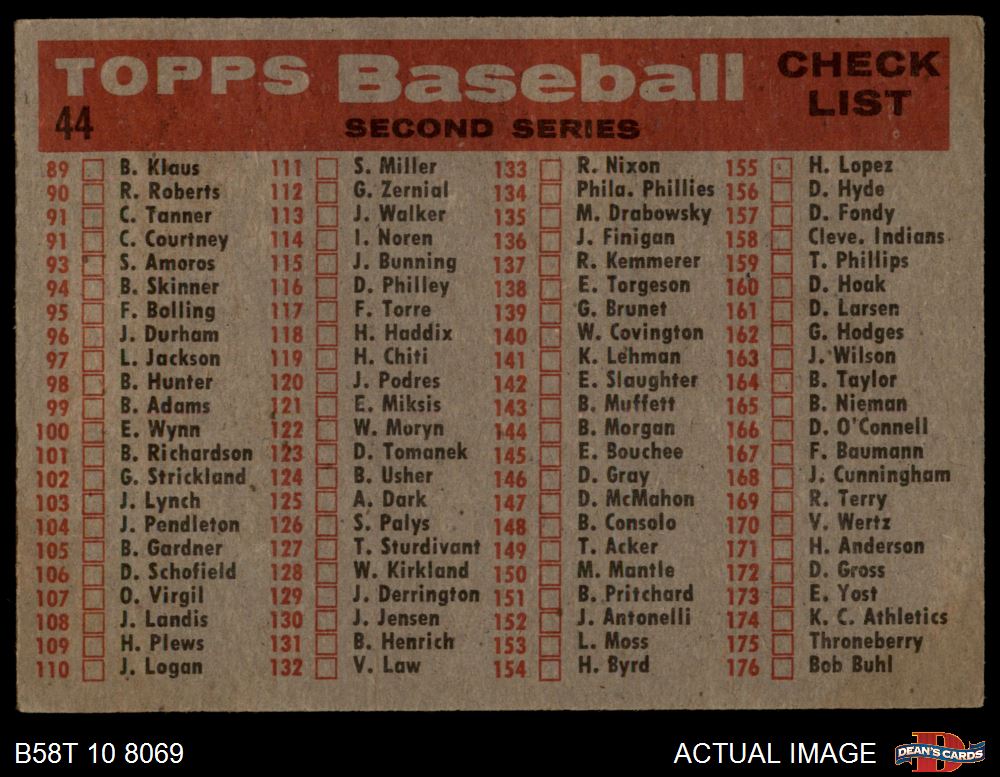 TOPPS Baseball CHECK LIST
44 SECOND SERIES
89 B. Klaus
90 R. Roberts
91 C. Tanner
91 C. Courtney
93 S. Amoros
94 B. Skinner
95 F. Bolling
96 J. Durham
97 L. Jackson
98 B. Hunter
99 B. Adams
100 E. Wynn
101 B. Richardson
102 G. Strickland
103 J. Lynch
104 J. Pendleton
105 B. Gardner
106 D. Schofield
107 O. Virgil
108 J. Landis
109 H. Plews
110 J. Logan
111 S. Miller
112 G. Zernial
113 J. Walker
114 I. Noren
115 J. Bunning
116 D. Philley
117 F. Torre
118 H. Haddix
119 H. Chiti
120 J. Podres
121 E. Miksis
122 W. Moryn
123 D. Tomanek
124 B. Usher
125 A. Dark
126 S. Palys
127 T. Sturdivant
128 W. Kirkland
129 J. Derrington
130 J. Jensen
131 B. Henrich
132 V. Law
133 R. Nixon
134 Phila. Phillies
135 M. Drabowsky
136 J. Finigan
137 R. Kemmerer
138 E. Torgeson
139 G. Brunet
140 W. Covington
141 K. Lehman
142 E. Slaughter
143 B. Muffett
144 B. Morgan
145 E. Bouchee
146 D. Gray
147 D. McMahon
148 B. Consolo
149 T. Acker
150 M. Mantle
151 B. Pritchard
152 J. Antonelli
153 L. Moss
154 H. Byrd
155 H. Lopez
156 D. Hyde
157 D. Fondy
158 Cleve. Indians
159 T. Phillips
160 D. Hoak
161 D. Larsen
162 G. Hodges
163 J. Wilson
164 B. Taylor
165 B. Nieman
166 D. O'Connell
167 F. Baumann
168 J. Cunningham
169 R. Terry
170 V. Wertz
171 H. Anderson
172 D. Gross
173 E. Yost
174 K. C. Athletics
175 Throneberry
176 Bob Buhl
B58T 10 8069 ACTUAL IMAGE DEAN'S CARDS